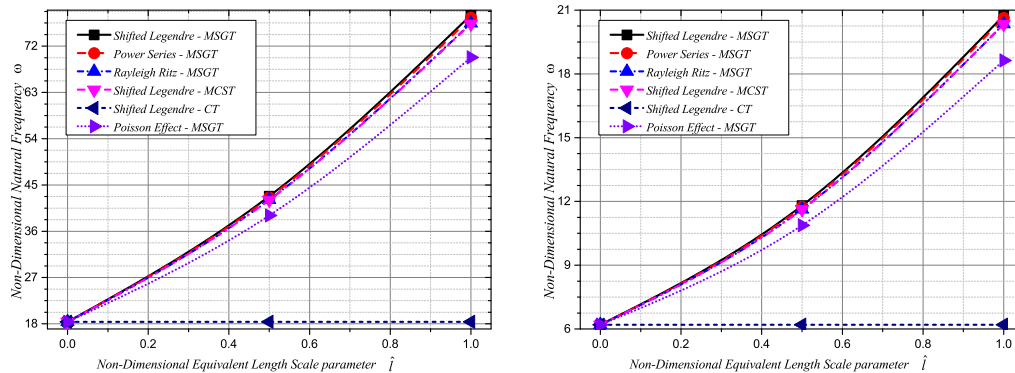 Non-Dimensional Natural Frequency ω
72
63
54
45
36
27
18
Shifted Legendre - MSGT
Power Series - MSGT
Rayleigh Ritz - MSGT
Shifted Legendre - MCST
Shifted Legendre - CT
Poisson Effect - MSGT
0.0 0.2 0.4 0.6 0.8 1.0
Non-Dimensional Equivalent Length Scale parameter l̂
Non-Dimensional Natural Frequency ω
21
18
15
12
9
6
Shifted Legendre - MSGT
Power Series - MSGT
Rayleigh Ritz - MSGT
Shifted Legendre - MCST
Shifted Legendre - CT
Poisson Effect - MSGT
0.0 0.2 0.4 0.6 0.8 1.0
Non-Dimensional Equivalent Length Scale parameter l̂